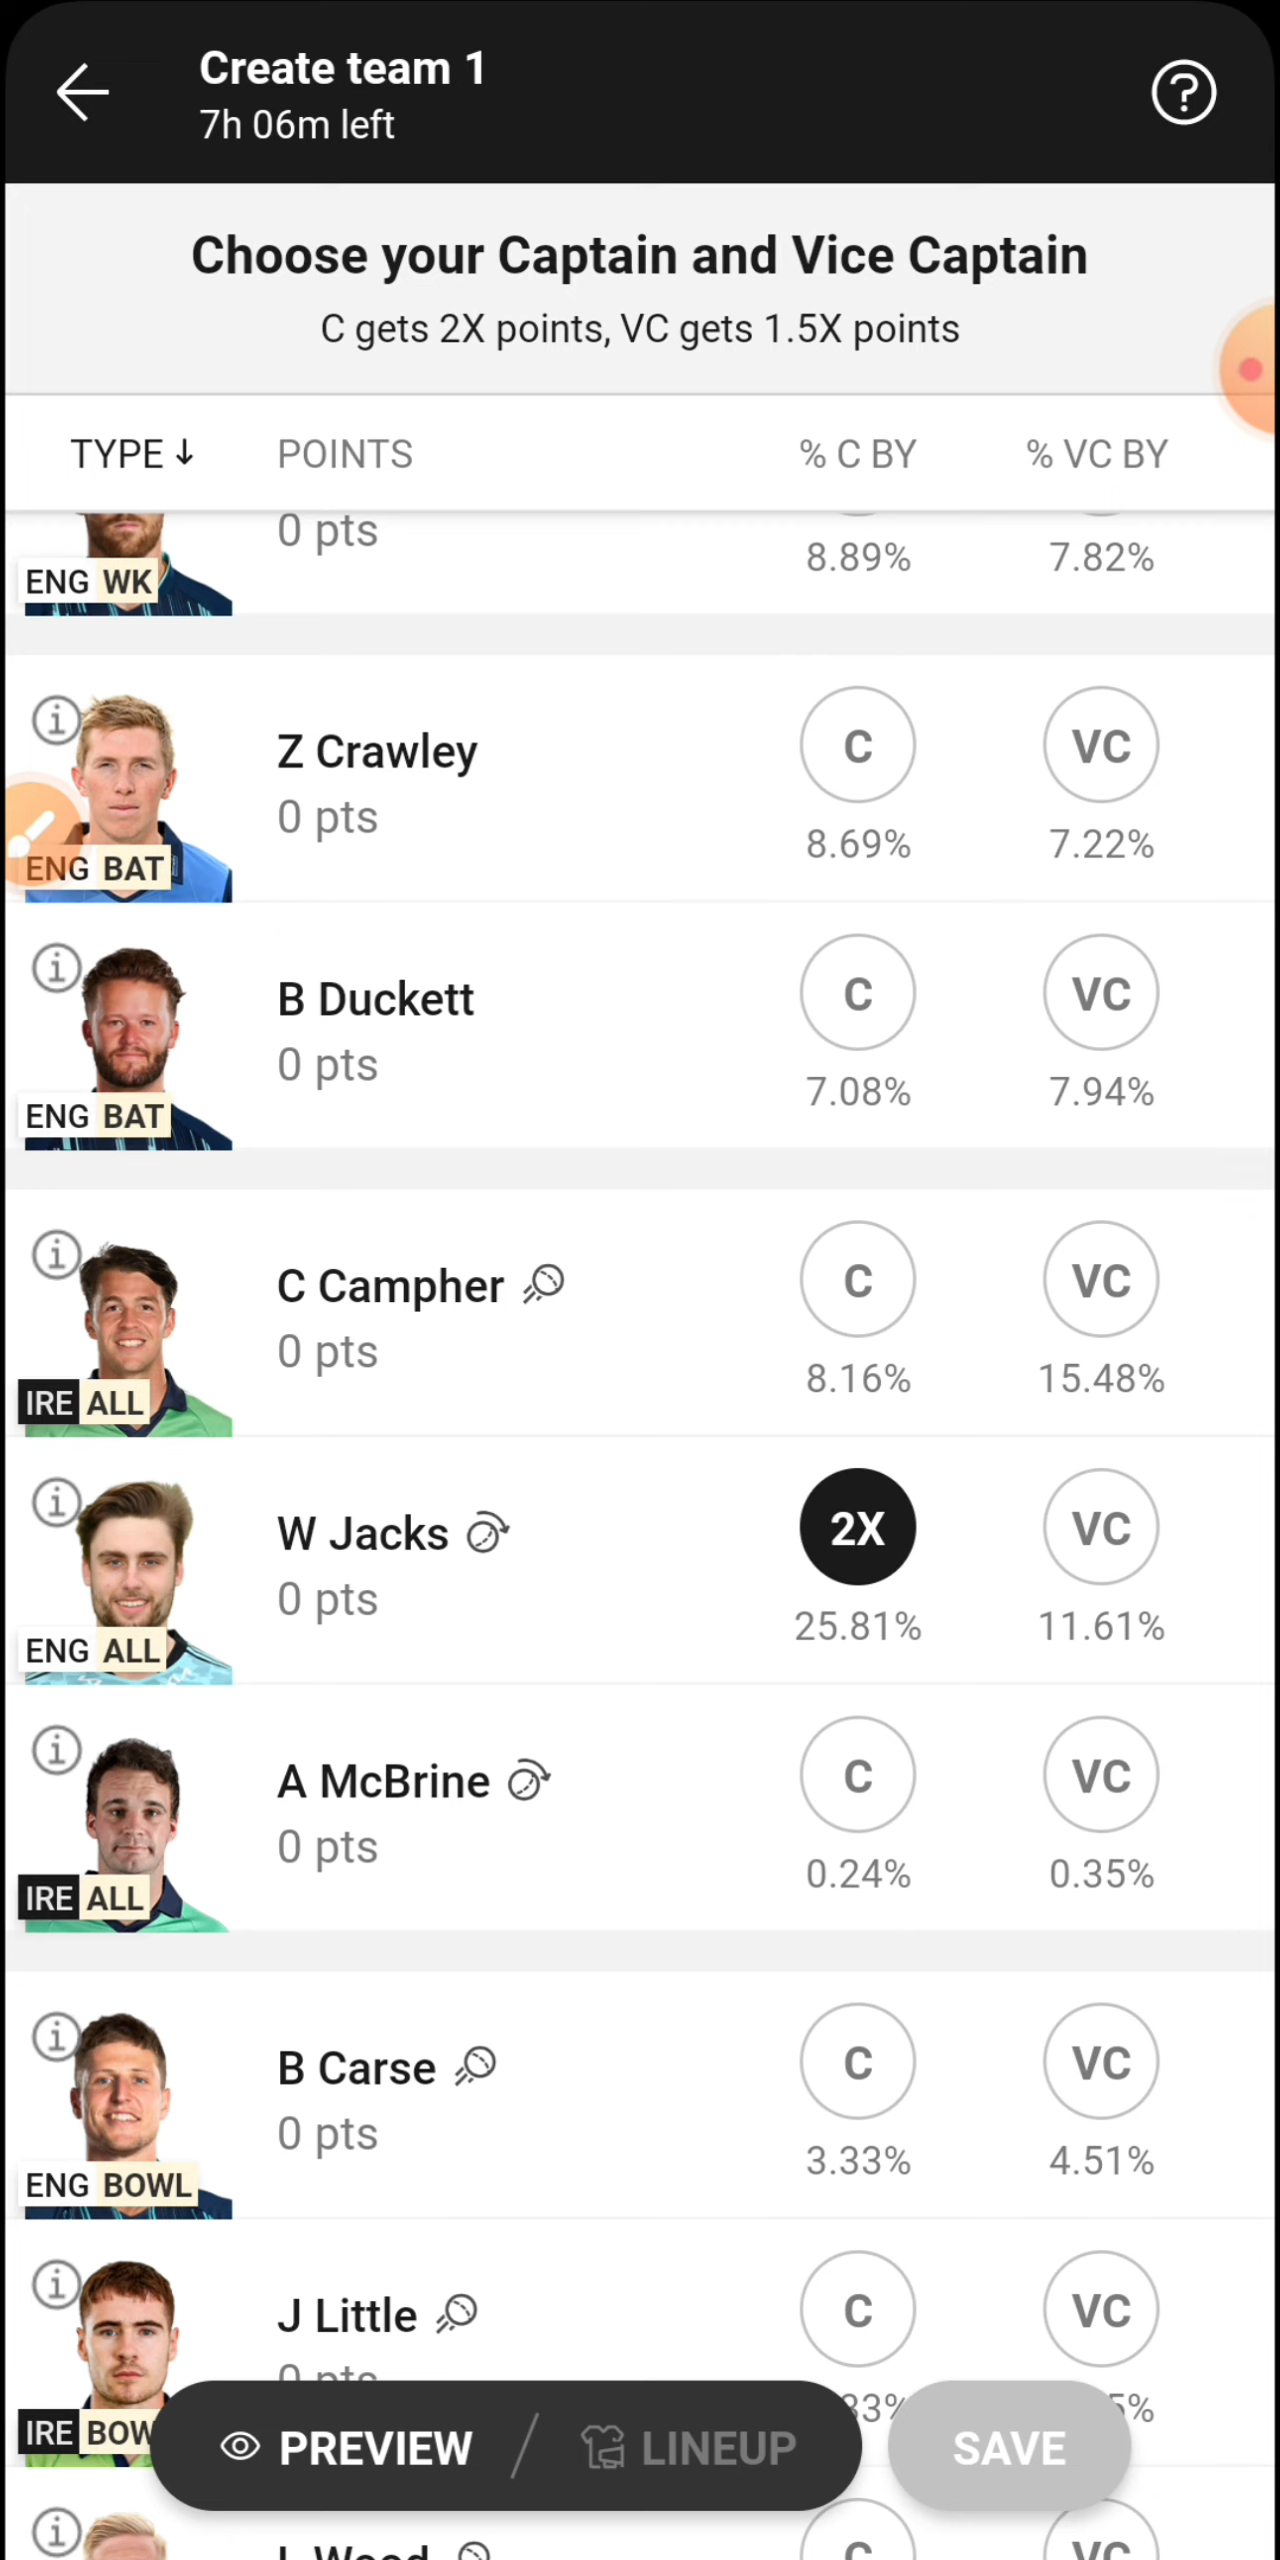 Create team 1
7h 06m left
Choose your Captain and Vice Captain
C gets 2X points, VC gets 1.5X points
TYPE ↓ POINTS % C BY % VC BY
0 pts
8.89% 7.82%
ENG WK
Z Crawley C VC
0 pts
8.69% 7.22%
ENG BAT
B Duckett C VC
0 pts
7.08% 7.94%
ENG BAT
C Campher C VC
0 pts
8.16% 15.48%
IRE ALL
W Jacks 2X VC
0 pts
25.81% 11.61%
ENG ALL
A McBrine C VC
0 pts
0.24% 0.35%
IRE ALL
B Carse C VC
0 pts
3.33% 4.51%
ENG BOWL
J Little C VC
0 pts
IRE BOW
PREVIEW / LINEUP SAVE
C VC